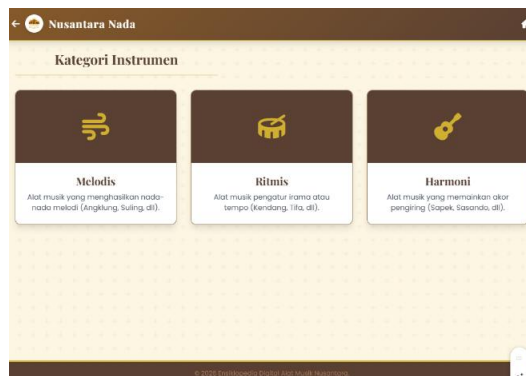 Nusantara Nada
Kategori Instrumen
Melodis
Alat musik yang menghasilkan nada-
nada melodi (Angklung, Suling, dll).
Ritmis
Alat musik pengatur irama atau
tempo (Kendang, Tifa, dll).
Harmoni
Alat musik yang memainkan akor
pengiring (Sapek, Sasando, dll).
© 2025 Ensiklopedia Digital Alat Musik Nusantara